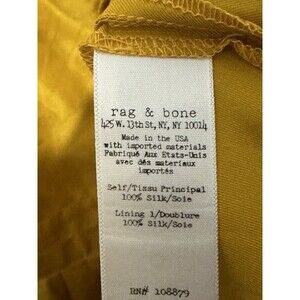 rag & bone
425 W. 13th St, NY, NY 10014
Made in the USA
with imported materials
Fabriqué Aux Etats-Unis
avec dés materiaux
importés
Self/Tissu Principal
100% Silk/Soie
Lining 1/Doublure
100% Silk/Soie
RN# 108879